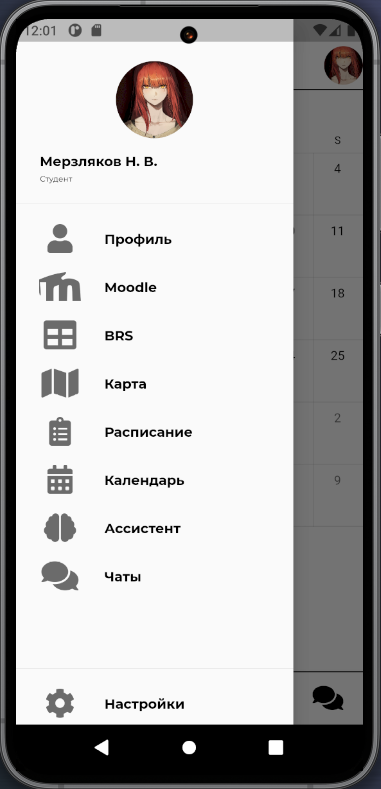 12:01
Мерзляков Н. В.
Студент
S
4
Профиль
11
Moodle
18
BRS
25
Карта
2
Расписание
9
Календарь
Ассистент
Чаты
Настройки